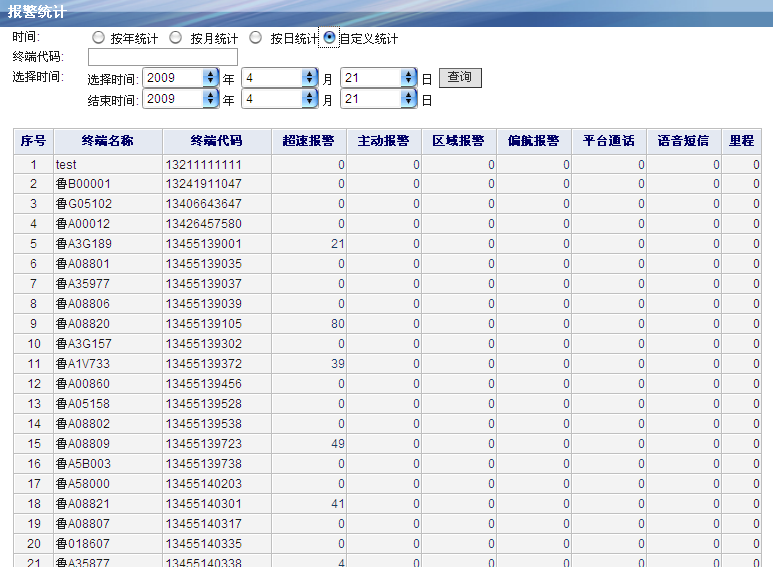 报警统计
时间: 按年统计 按月统计 按日统计 自定义统计
终端代码:
选择时间: 选择时间: 2009 年 4 月 21 日 查询
结束时间: 2009 年 4 月 21 日
序号 终端名称 终端代码 超速报警 主动报警 区域报警 偏航报警 平台通话 语音短信 里程
1 test 13211111111 0 0 0 0 0 0 0
2 鲁B00001 13241911047 0 0 0 0 0 0 0
3 鲁G05102 13406643647 0 0 0 0 0 0 0
4 鲁A00012 13426457580 0 0 0 0 0 0 0
5 鲁A3G189 13455139001 21 0 0 0 0 0 0
6 鲁A08801 13455139035 0 0 0 0 0 0 0
7 鲁A35977 13455139037 0 0 0 0 0 0 0
8 鲁A08806 13455139039 0 0 0 0 0 0 0
9 鲁A08820 13455139105 80 0 0 0 0 0 0
10 鲁A3G157 13455139302 0 0 0 0 0 0 0
11 鲁A1V733 13455139372 39 0 0 0 0 0 0
12 鲁A00860 13455139456 0 0 0 0 0 0 0
13 鲁A05158 13455139528 0 0 0 0 0 0 0
14 鲁A08802 13455139538 0 0 0 0 0 0 0
15 鲁A08809 13455139723 49 0 0 0 0 0 0
16 鲁A5B003 13455139738 0 0 0 0 0 0 0
17 鲁A58000 13455140203 0 0 0 0 0 0 0
18 鲁A08821 13455140301 41 0 0 0 0 0 0
19 鲁A08807 13455140317 0 0 0 0 0 0 0
20 鲁018607 13455140335 0 0 0 0 0 0 0
21 鲁A35877 13455140338 4 0 0 0 0 0 0